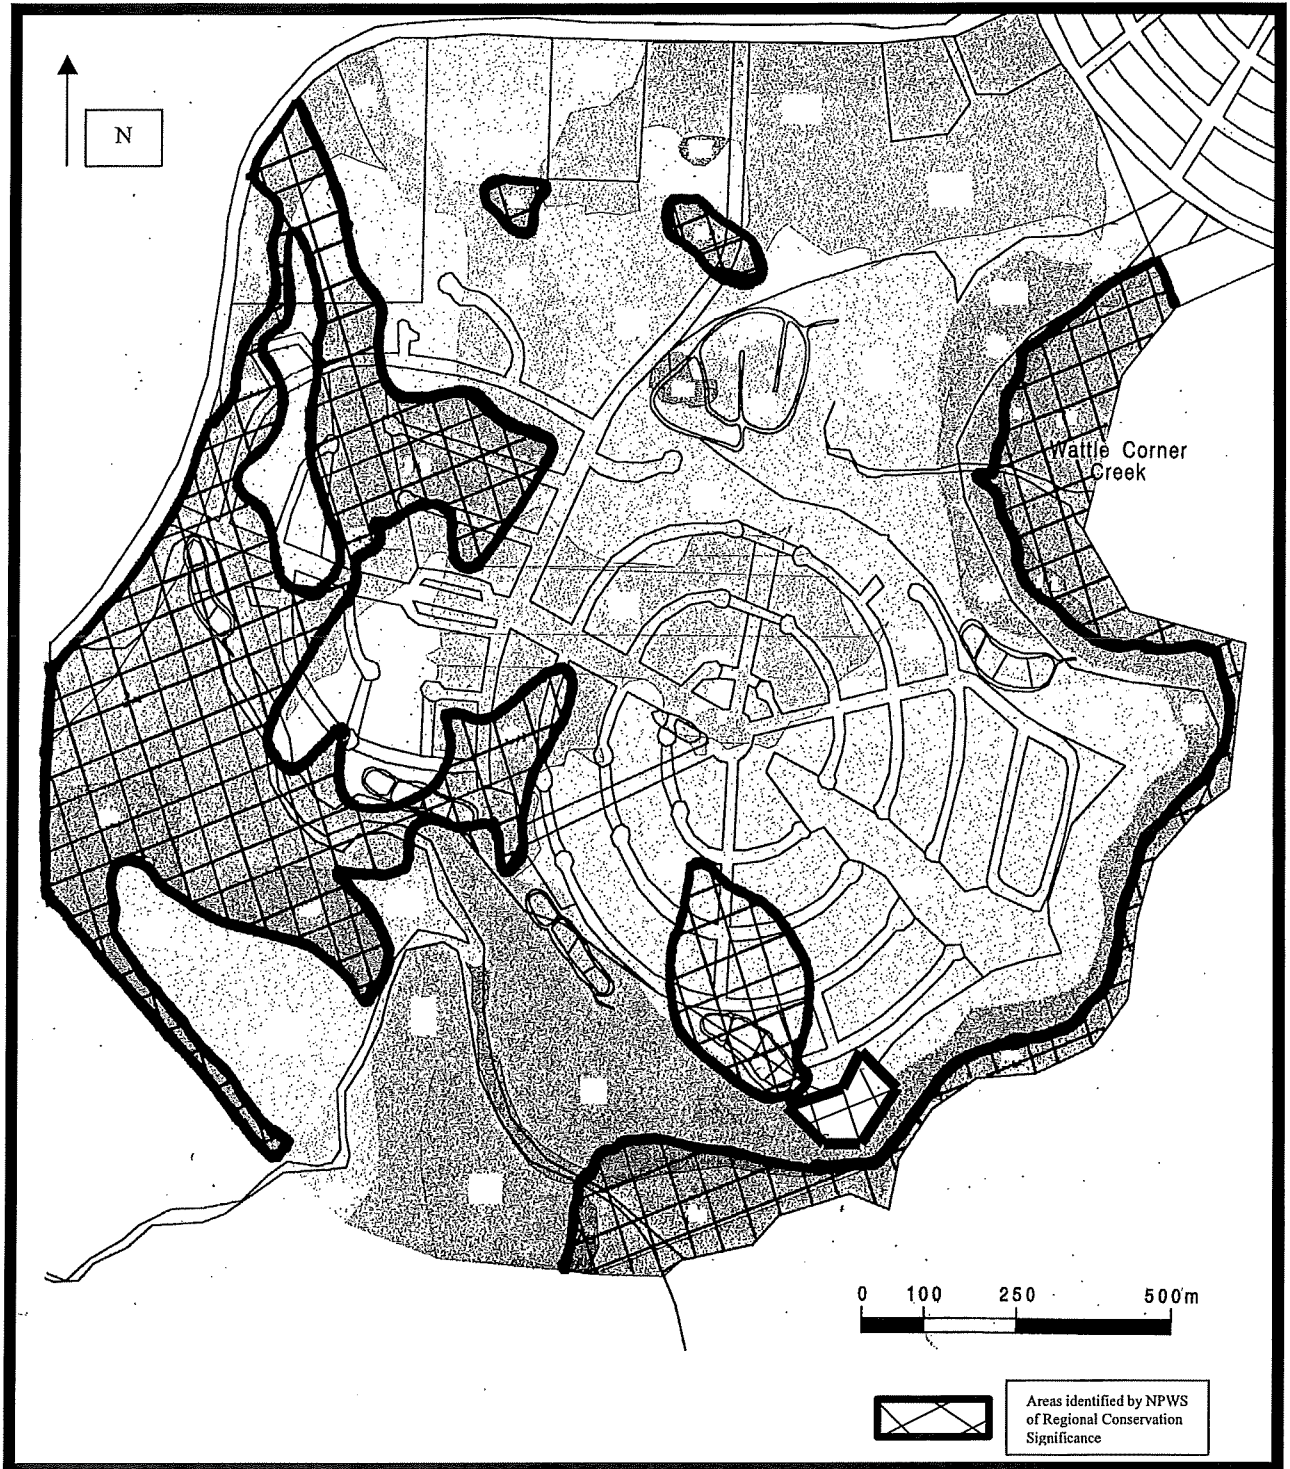 N
Wattle Corner
Creek
0 100 250 500m
Areas identified by NPWS
of Regional Conservation
Significance